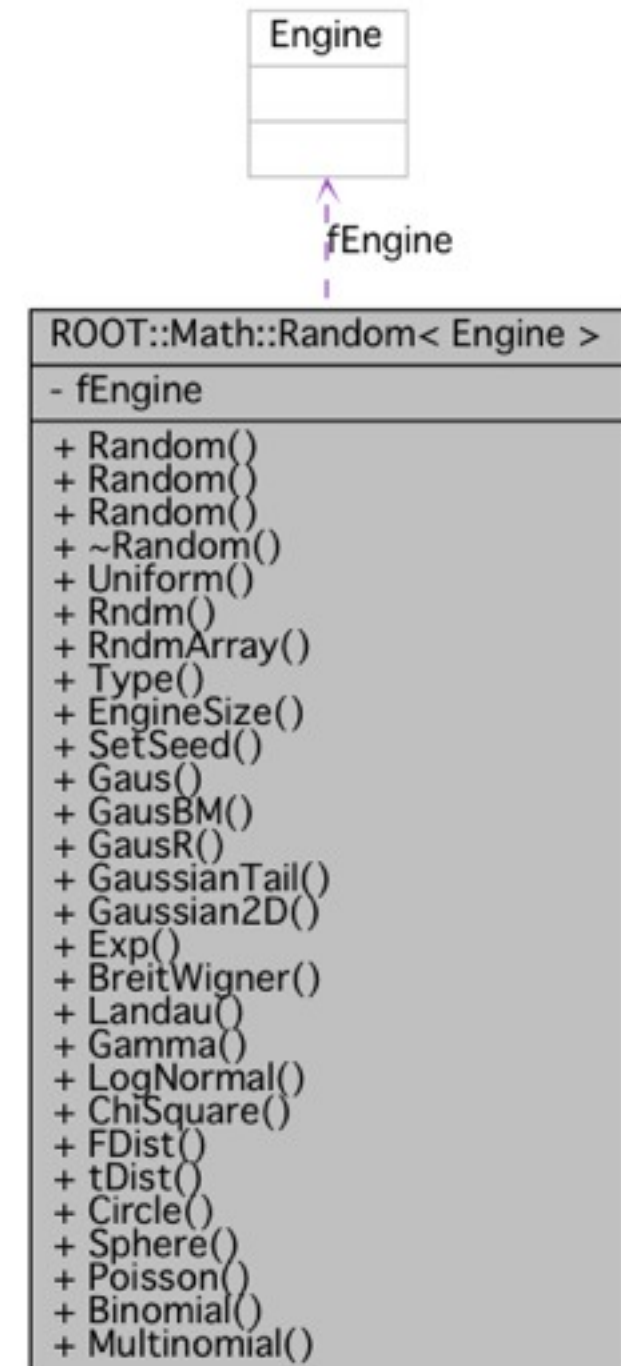 Engine
fEngine
ROOT::Math::Random< Engine >
- fEngine
+ Random()
+ Random()
+ Random()
+ ~Random()
+ Uniform()
+ Rndm()
+ RndmArray()
+ Type()
+ EngineSize()
+ SetSeed()
+ Gaus()
+ GausBM()
+ GausR()
+ GaussianTail()
+ Gaussian2D()
+ Exp()
+ BreitWigner()
+ Landau()
+ Gamma()
+ LogNormal()
+ ChiSquare()
+ FDist()
+ tDist()
+ Circle()
+ Sphere()
+ Poisson()
+ Binomial()
+ Multinomial()